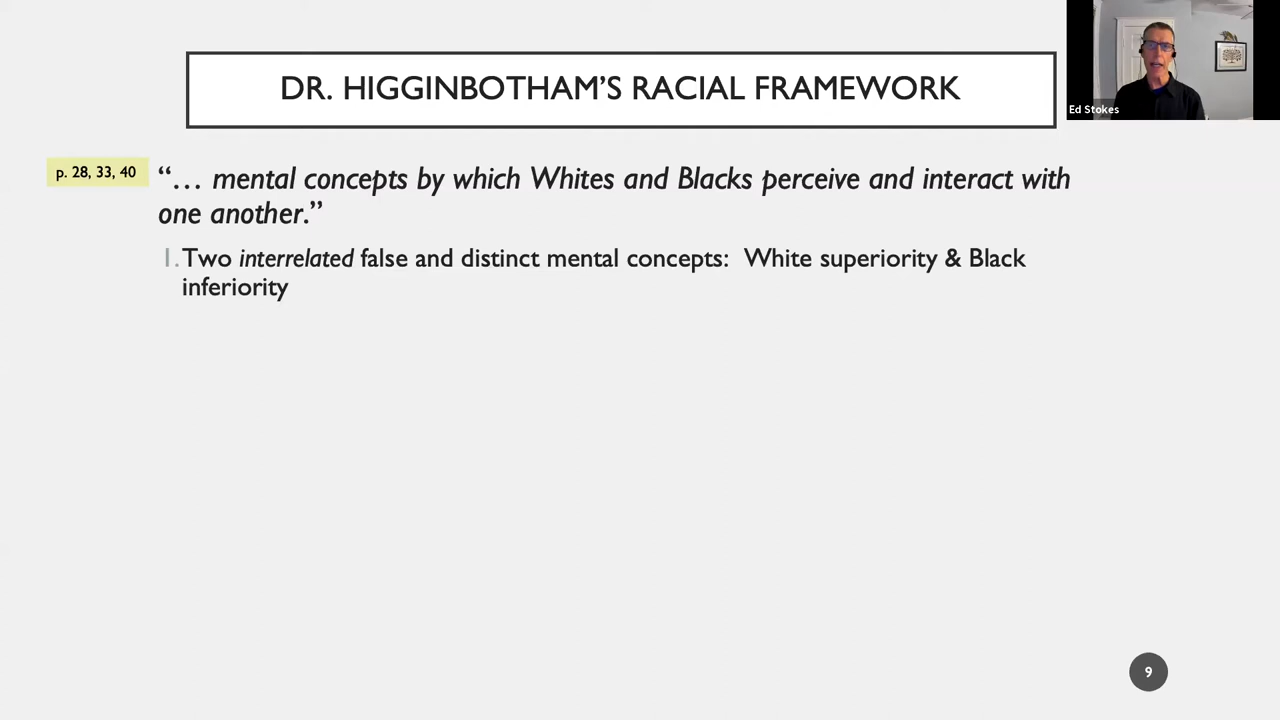 DR. HIGGINBOTHAM’S RACIAL FRAMEWORK
Ed Stokes
p. 28, 33, 40
“… mental concepts by which Whites and Blacks perceive and interact with
one another.”
1. Two interrelated false and distinct mental concepts: White superiority & Black
inferiority
9